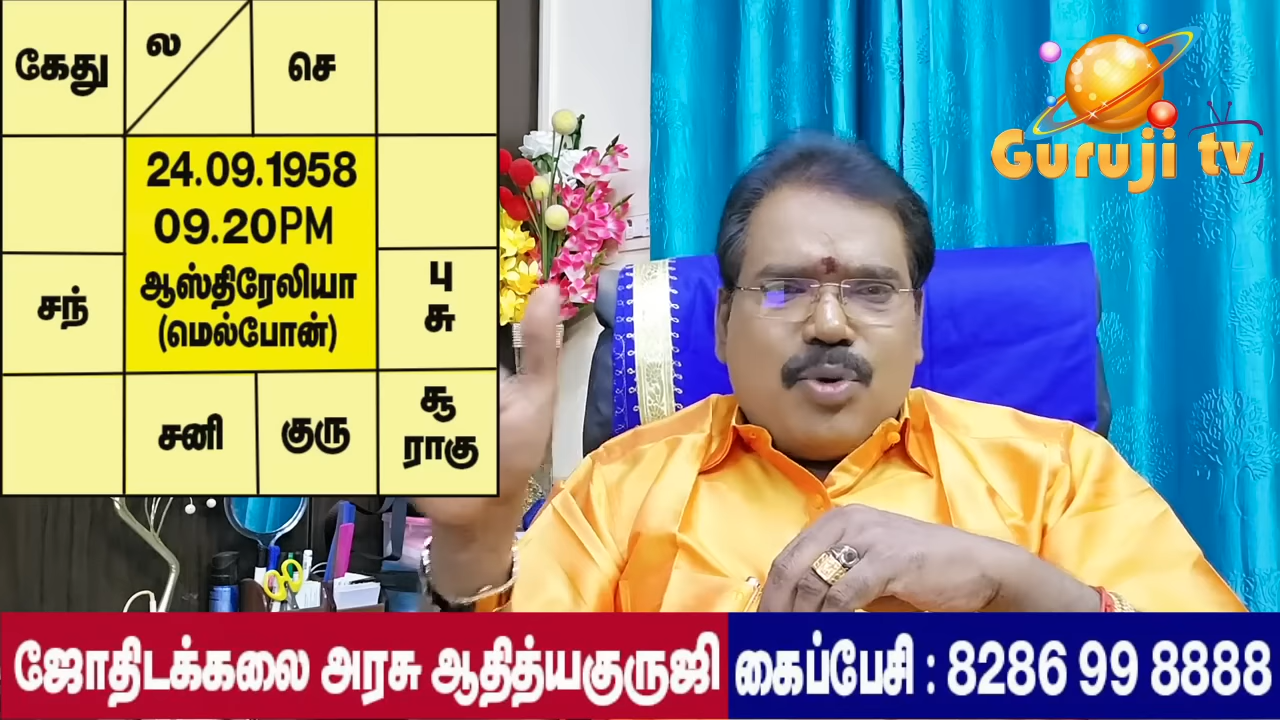 கேது
ல
செ
24.09.1958
09.20PM
ஆஸ்திரேலியா
(மெல்போன்)
சந்
பு
சு
சனி
குரு
சூ
ராகு
Guruji tv
ஜோதிடக்கலை அரசு ஆதித்யகுருஜி
கைப்பேசி : 8286 99 8888